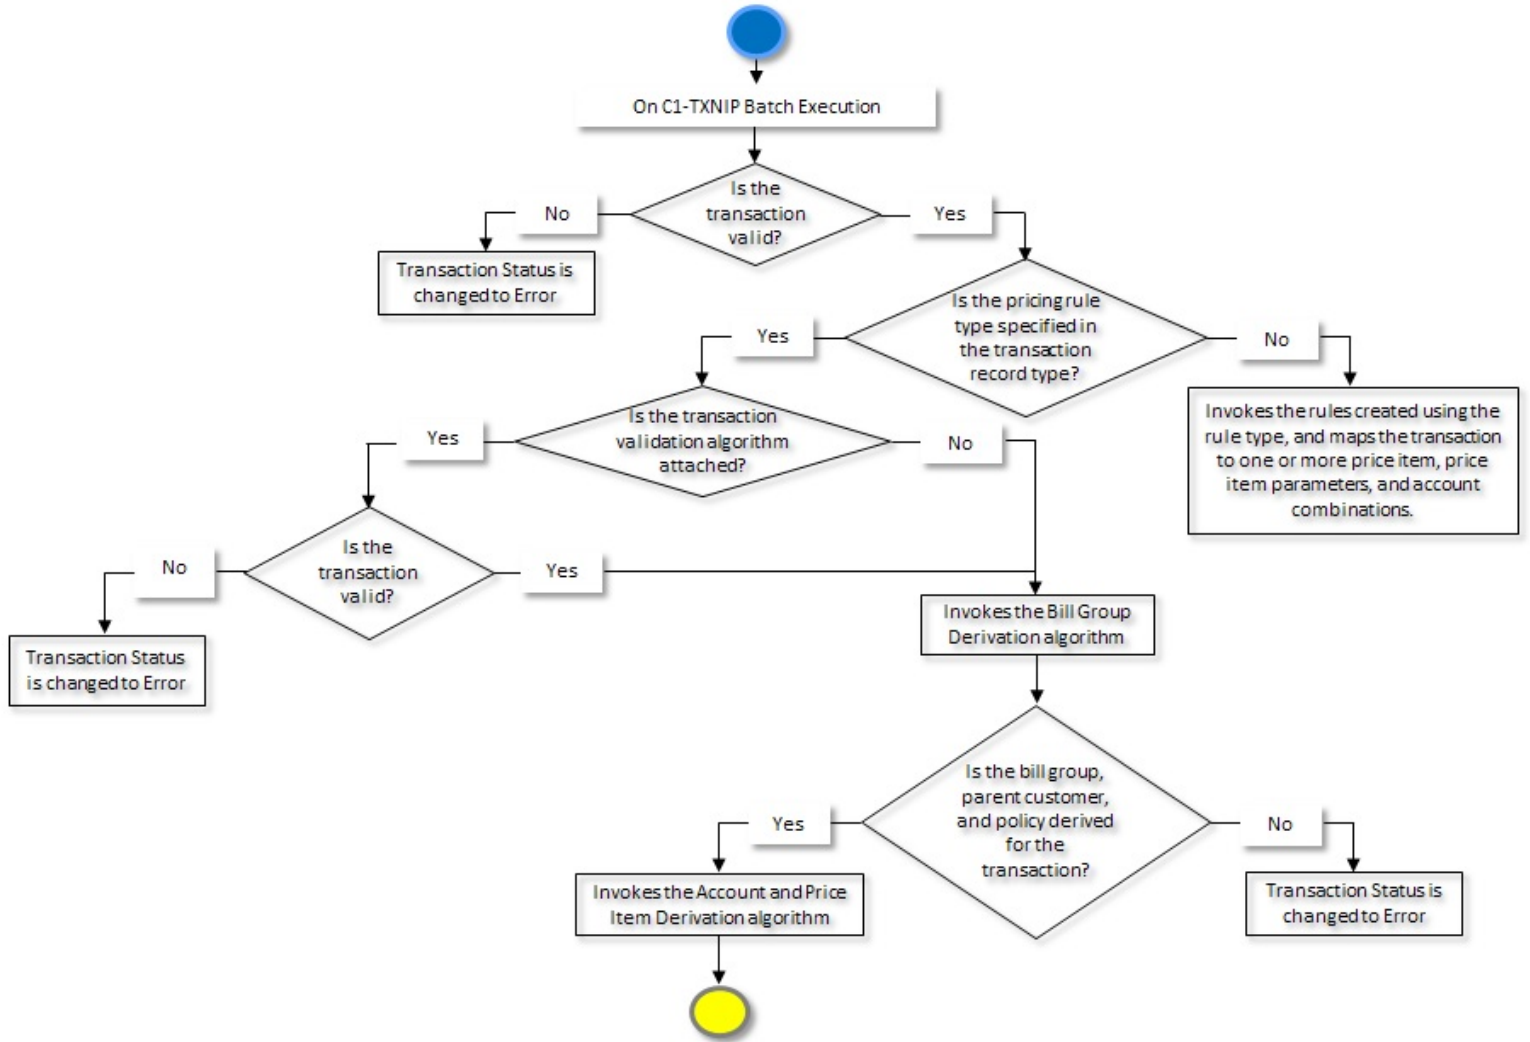 On C1-TXNIP Batch Execution
Is the
transaction
valid?
No
Yes
Transaction Status is
changed to Error
Is the pricing rule
type specified in
the transaction
record type?
Yes
No
Invokes the rules created using the
rule type, and maps the transaction
to one or more price item, price
item parameters, and account
combinations.
Is the transaction
validation algorithm
attached?
Yes
No
Is the
transaction
valid?
No
Yes
Transaction Status
is changed to Error
Invokes the Bill Group
Derivation algorithm
Is the bill group,
parent customer,
and policy derived
for the
transaction?
Yes
No
Invokes the Account and Price
Item Derivation algorithm
Transaction Status is
changed to Error